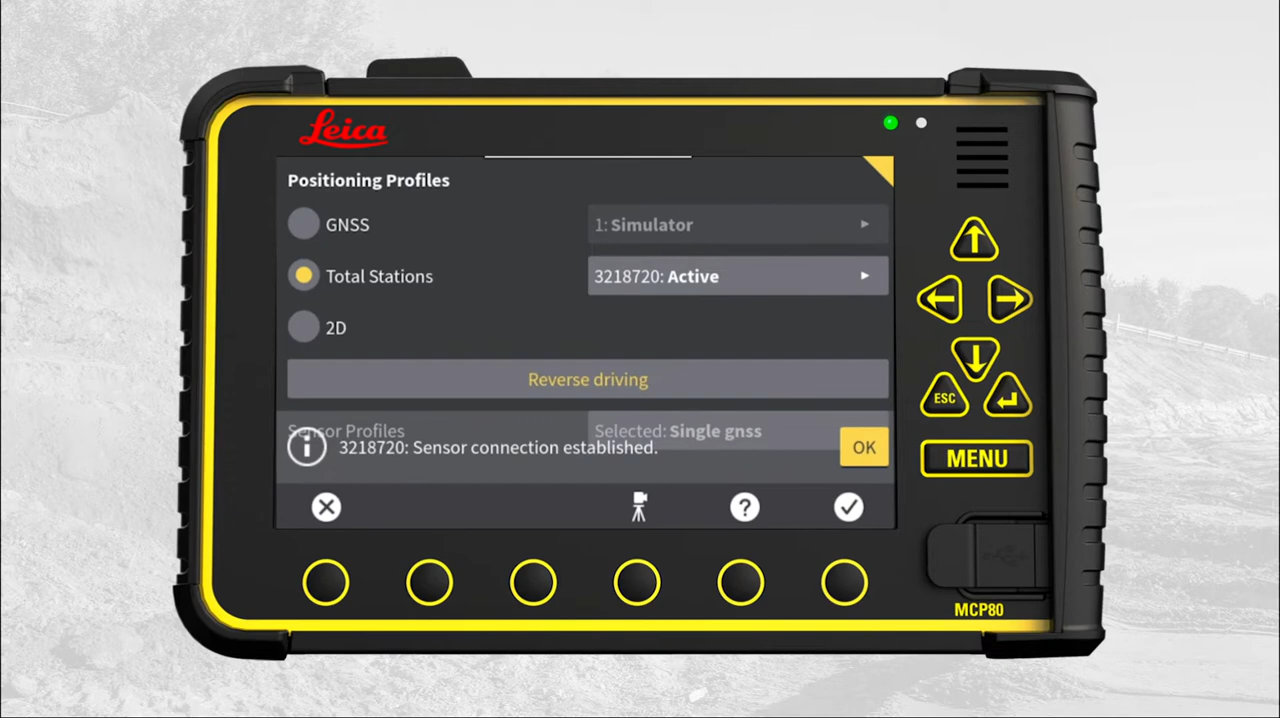 Leica
Positioning Profiles
GNSS
1: Simulator
Total Stations
3218720: Active
2D
Reverse driving
Sensor Profiles
Selected: Single gnss
3218720: Sensor connection established.
OK
?
ESC
MENU
MCP80